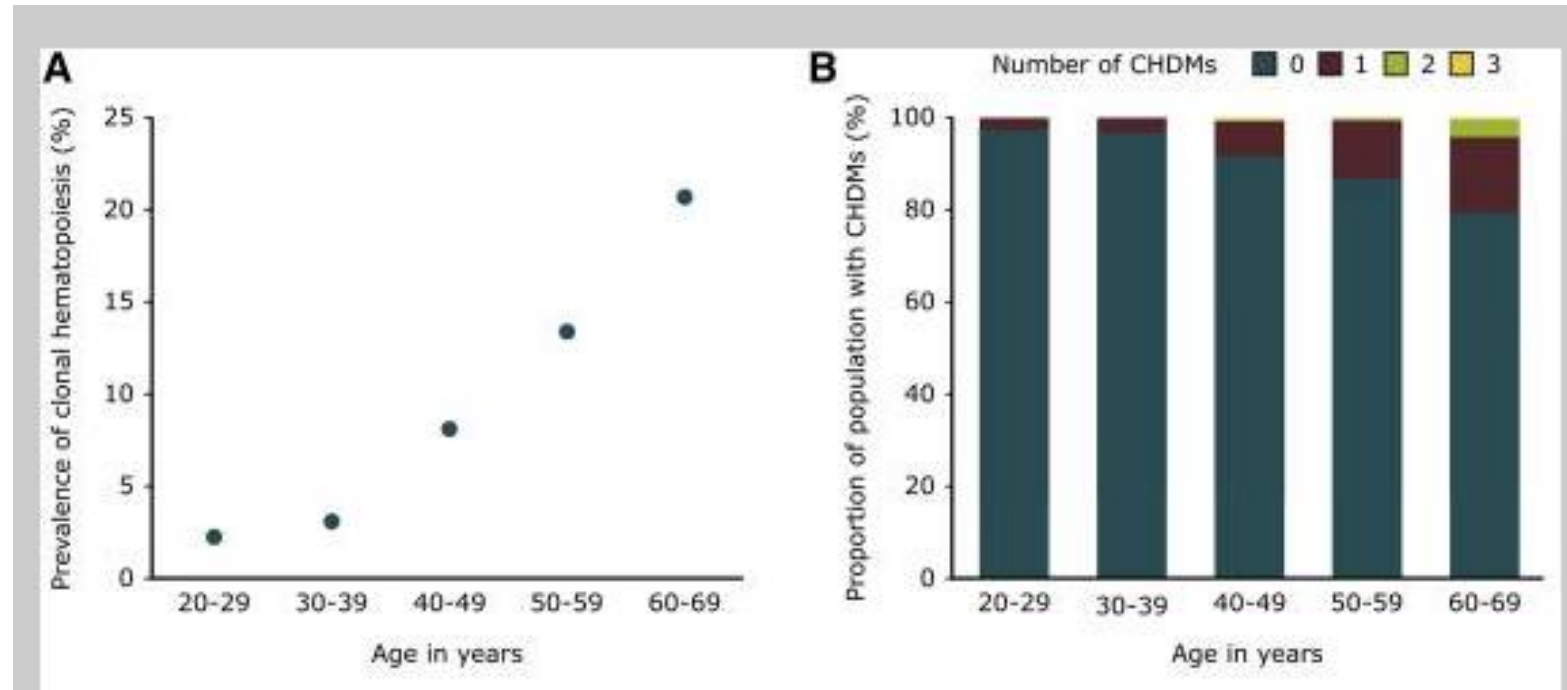 A
Prevalence of clonal hematopoiesis (%)
25
20
15
10
5
0
20-29 30-39 40-49 50-59 60-69
Age in years
B
Number of CHDMs 0 1 2 3
Proportion of population with CHDMs (%)
100
80
60
40
20
0
20-29 30-39 40-49 50-59 60-69
Age in years